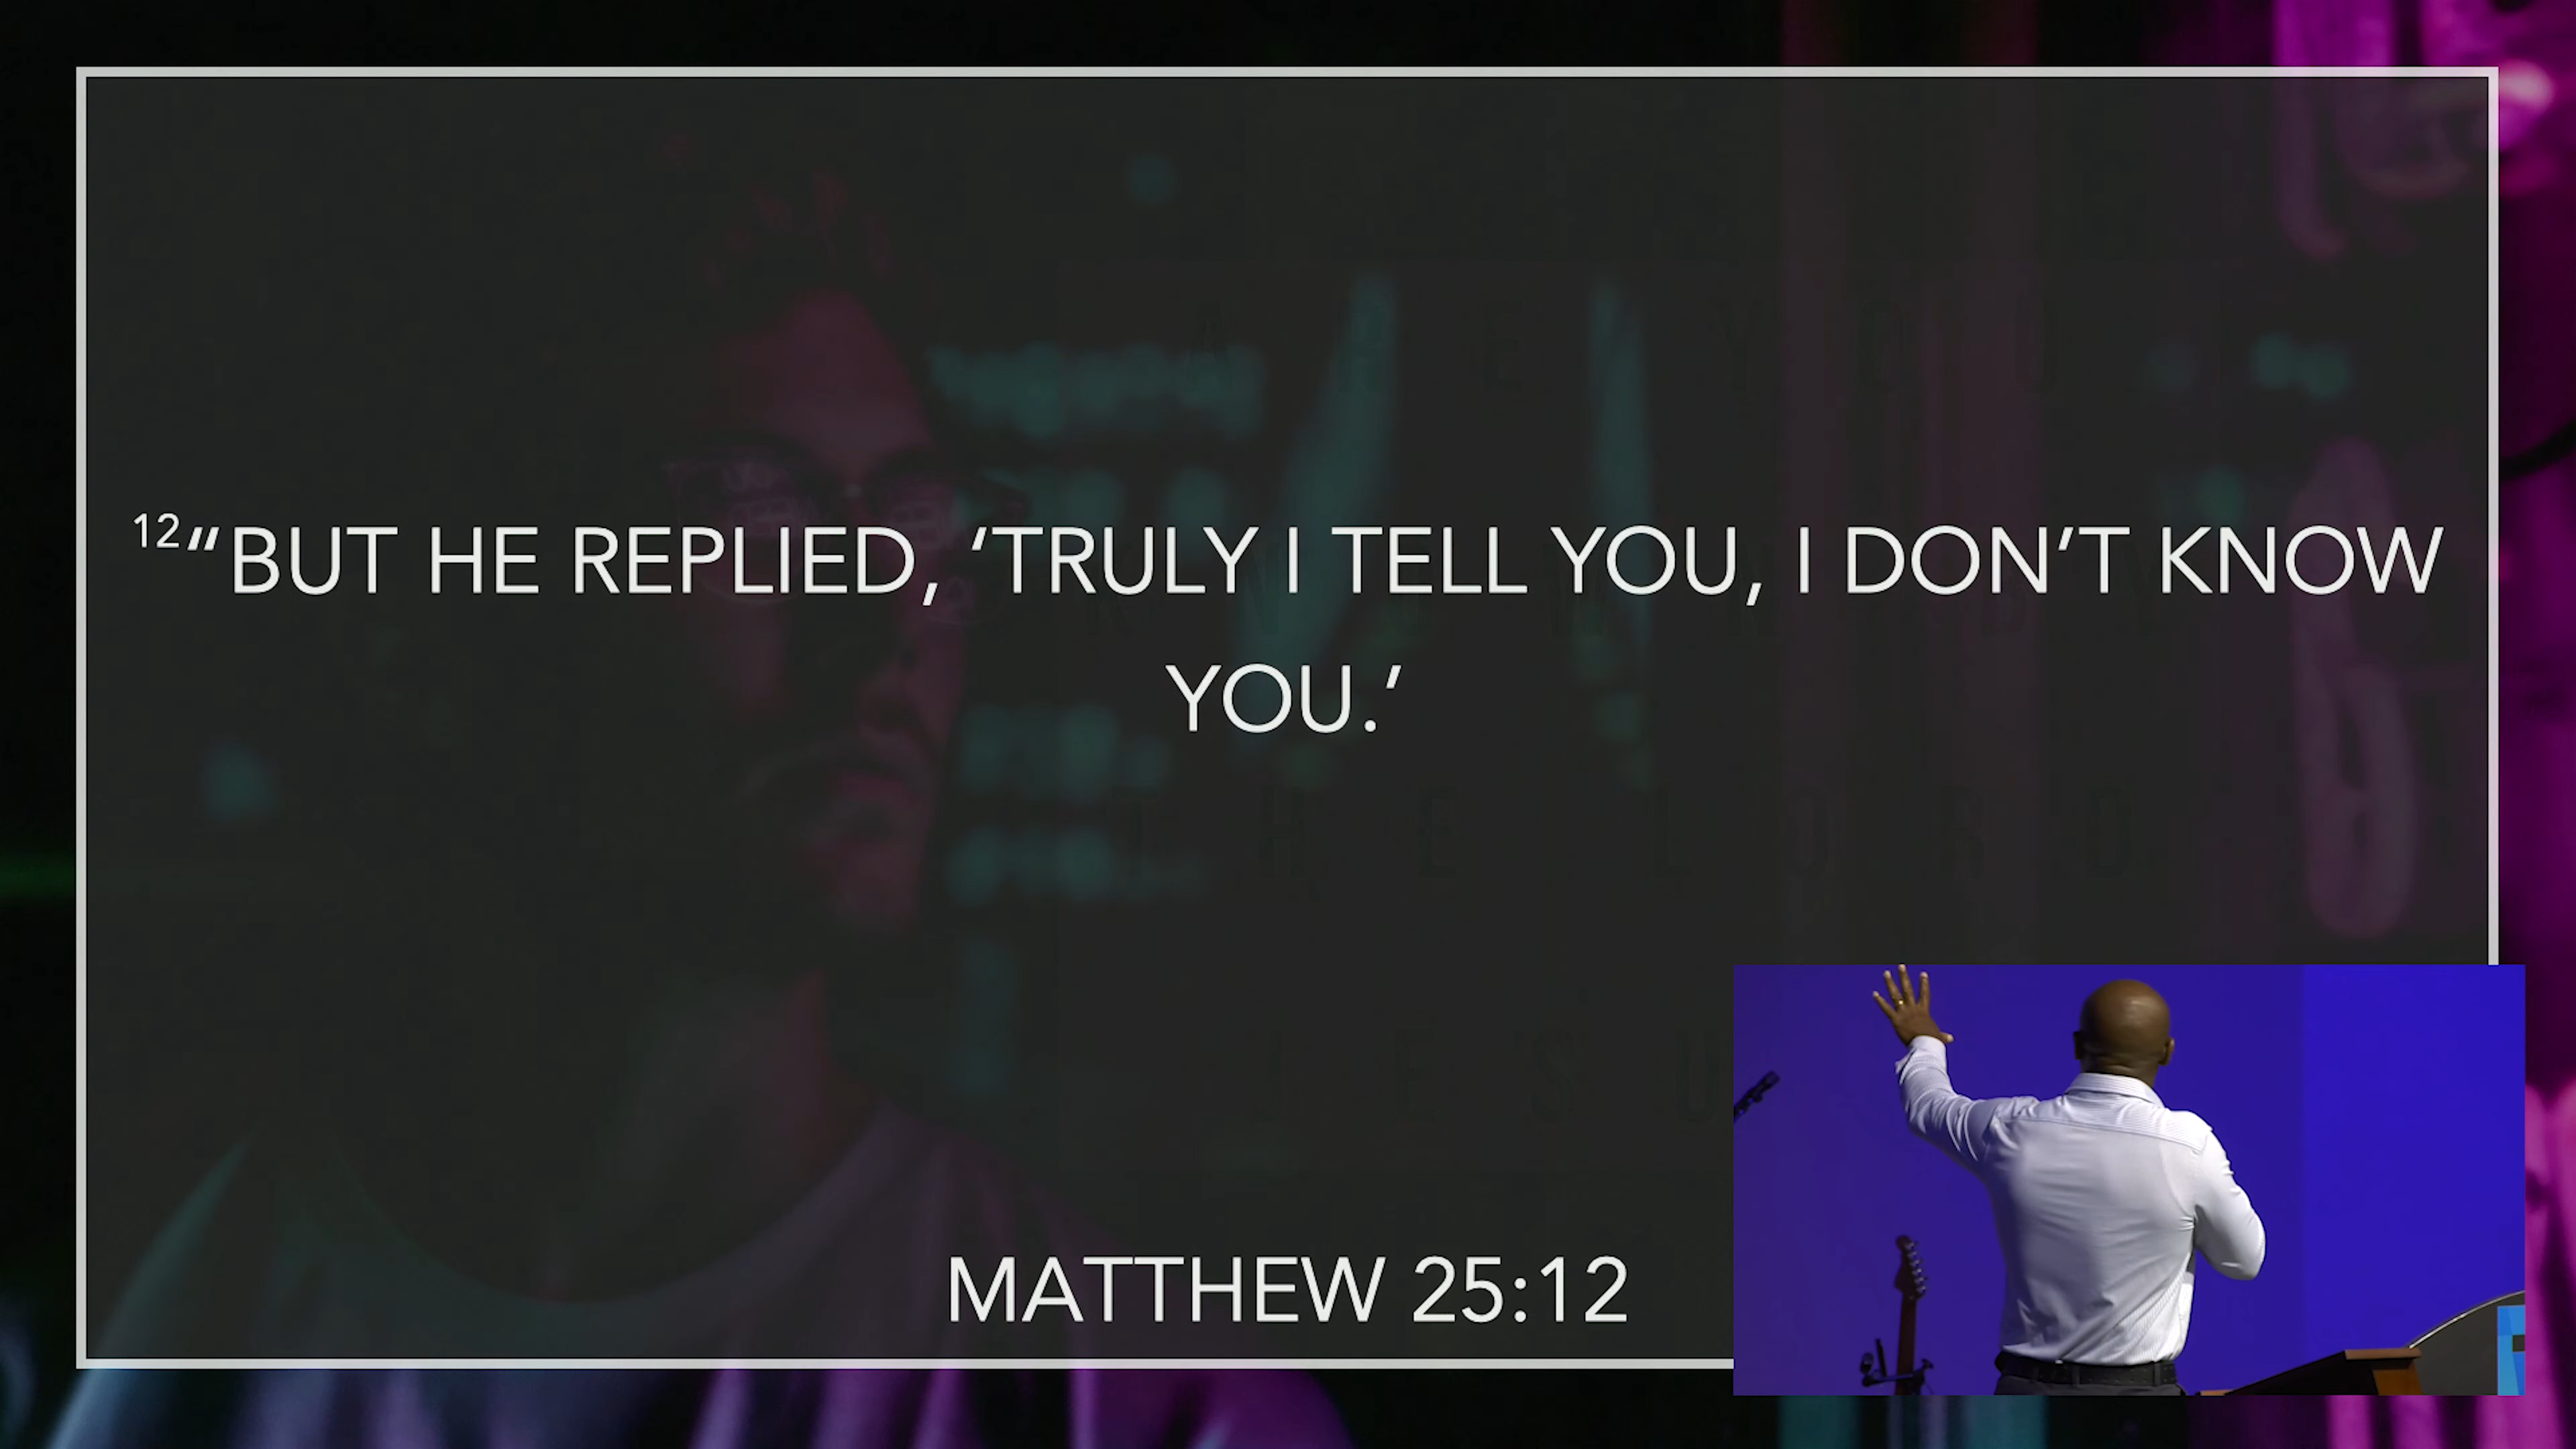 ¹²“BUT HE REPLIED, ‘TRULY I TELL YOU, I DON’T KNOW
YOU.’
MATTHEW 25:12